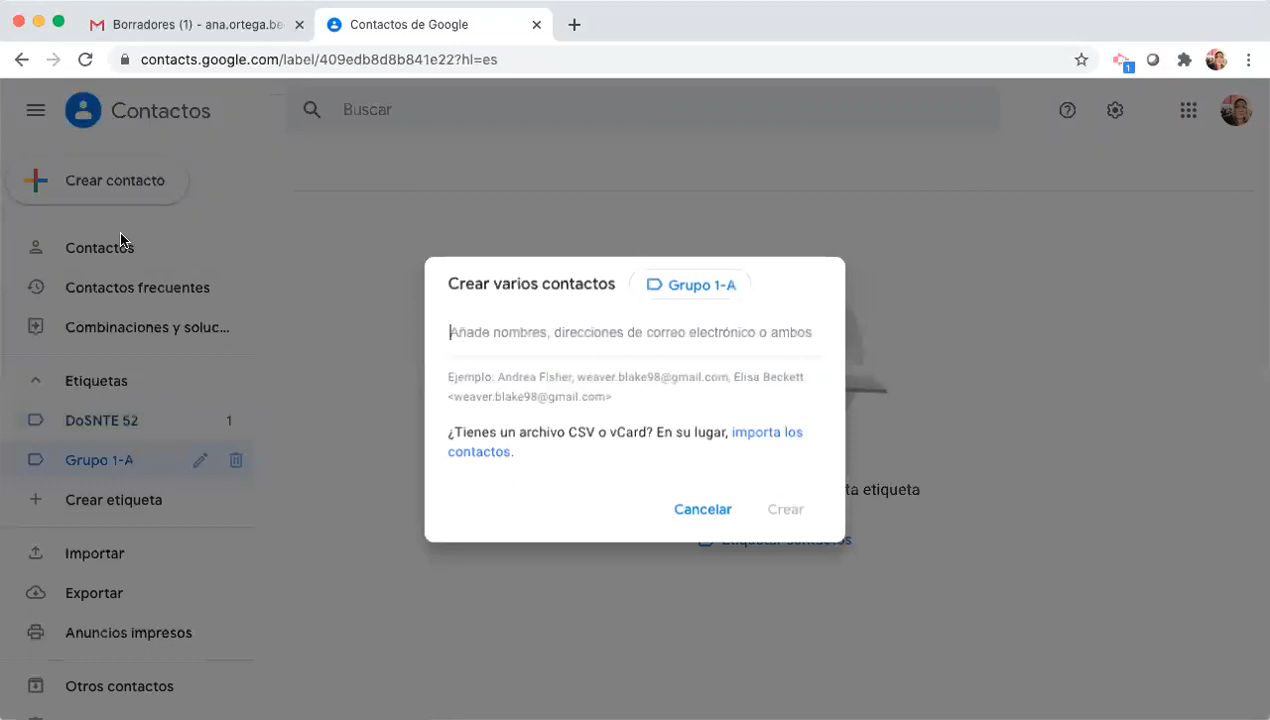 Borradores (1) - ana.ortega.be
Contactos de Google
contacts.google.com/label/409edb8d8b841e22?hl=es
1
Contactos
Buscar
Crear contacto
Contactos
Contactos frecuentes
Combinaciones y soluc...
Etiquetas
DoSNTE 52 1
Grupo 1-A
Crear etiqueta
Importar
Exportar
Anuncios impresos
Otros contactos
Crear varios contactos
Grupo 1-A
Añade nombres, direcciones de correo electrónico o ambos
Ejemplo: Andrea Fisher, weaver.blake98@gmail.com, Elisa Beckett
<weaver.blake98@gmail.com>
¿Tienes un archivo CSV o vCard? En su lugar, importa los
contactos.
Cancelar Crear
ta etiqueta
Etiquetar contactos